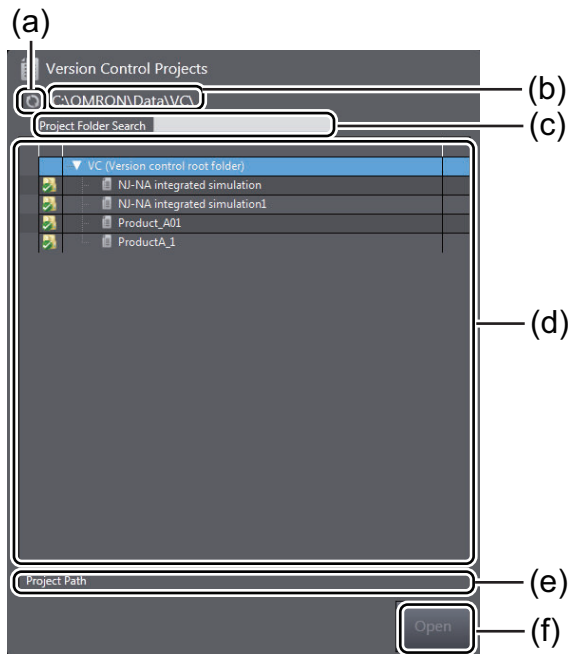 (a)
Version Control Projects
C:\OMRON\Data\VC\
(b)
Project Folder Search
(c)
VC (Version control root folder)
NJ-NA integrated simulation
NJ-NA integrated simulation1
Product_A01
ProductA_1
(d)
Project Path
(e)
Open
(f)